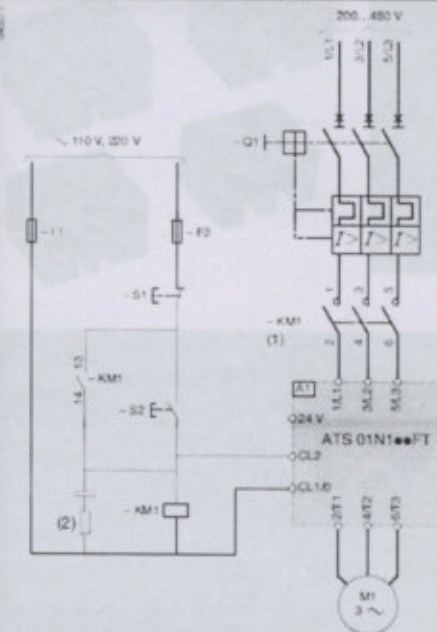 200...480 V
1/L1
3/L2
5/L3
~ 110 V, 220 V
– Q1
– F2
– S1
1
3
5
– KM1
(1)
2
4
6
13
– KM1
14
A1
1/L1
3/L2
5/L3
– S2
24 V
ATS 01N1●●FT
CL2
CL1/0
(2)
– KM1
2/T1
4/T2
6/T3
M1
3 ~